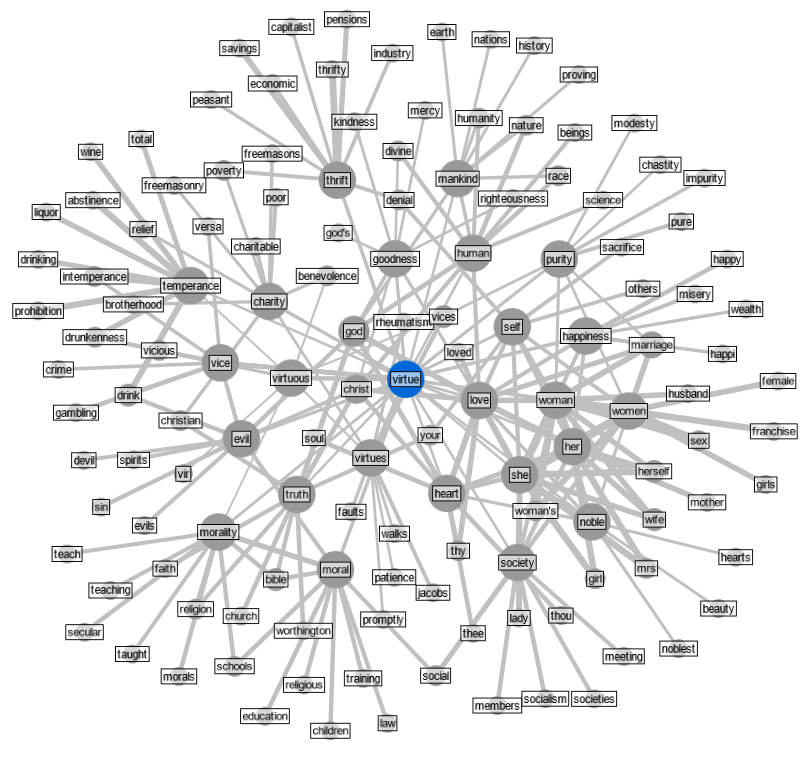 pensions
capitalist
earth
nations
history
savings
industry
thrifty
proving
economic
peasant
mercy
humanity
kindness
nature
beings
modesty
total
wine
freemasons
divine
chastity
impurity
poverty
freemasonry
thrift
mankind
race
abstinence
poor
denial
righteousness
science
liquor
relief
versa
god's
pure
charitable
goodness
human
purity
sacrifice
happy
drinking
intemperance
temperance
benevolence
others
misery
prohibition
brotherhood
charity
wealth
rheumatism
vices
god
self
happiness
marriage
drunkenness
vicious
loved
happi
crime
vice
virtuous
virtue
female
drink
christ
love
woman
husband
women
gambling
christian
franchise
evil
soul
your
her
sex
devil
spirits
virtues
vir
she
herself
girls
truth
heart
mother
sin
faults
woman's
evils
noble
wife
morality
walks
teach
thy
hearts
faith
moral
society
mrs
bible
patience
girl
teaching
jacobs
religion
church
promptly
lady
thou
beauty
secular
worthington
thee
taught
noblest
schools
meeting
morals
religious
training
social
education
members
socialism
societies
children
law